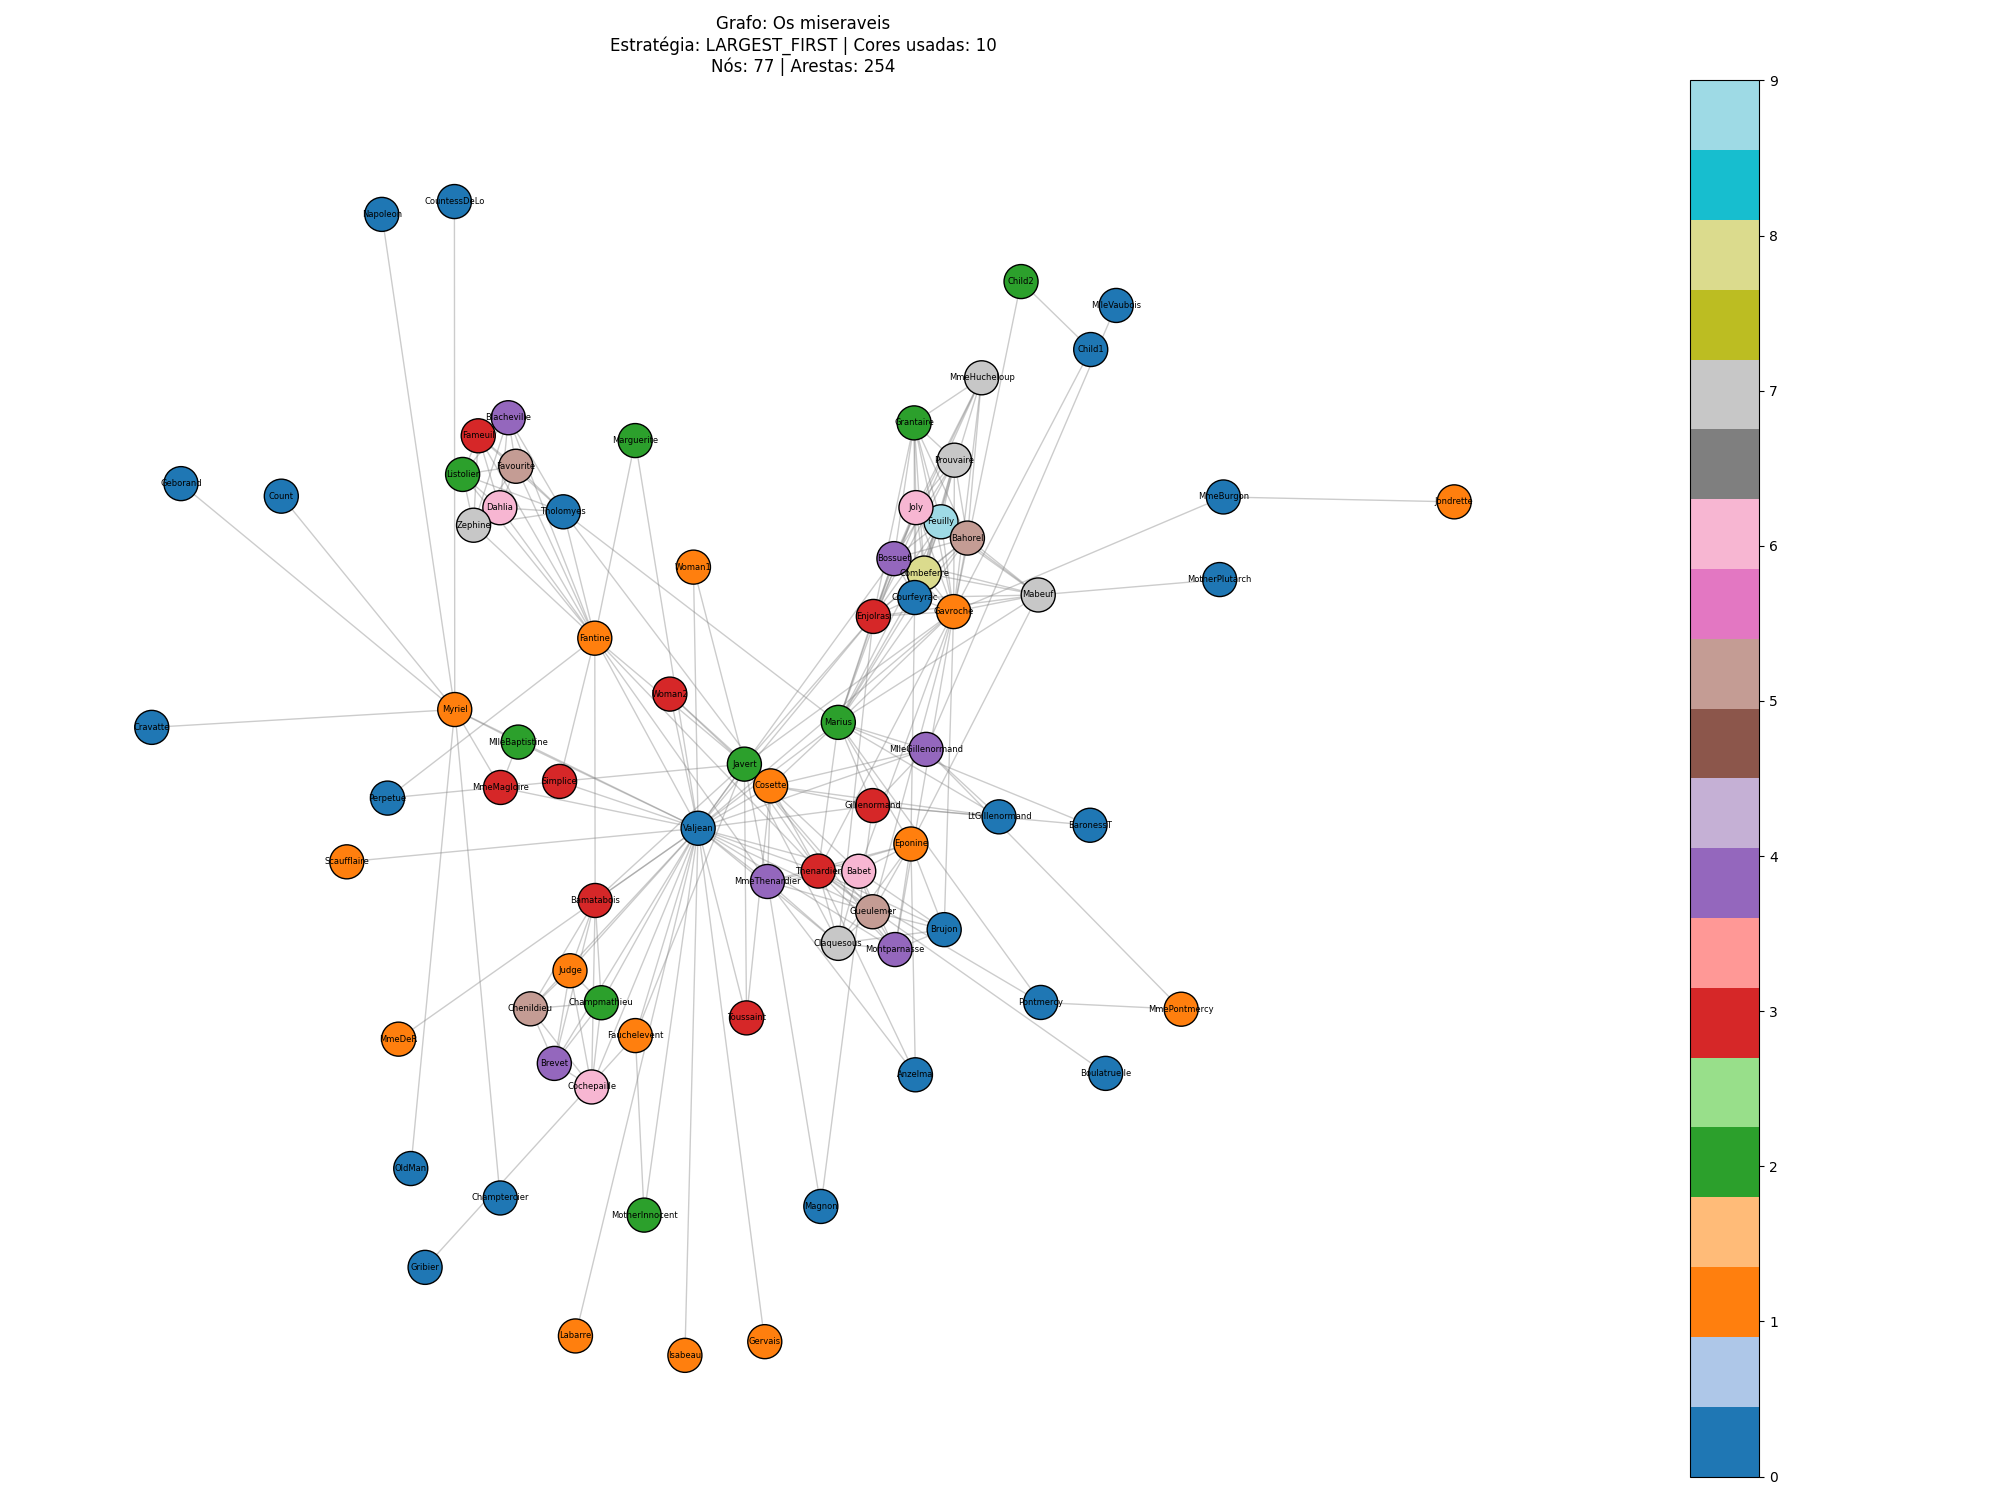 Grafo: Os miseraveis
Estratégia: LARGEST_FIRST | Cores usadas: 10
Nós: 77 | Arestas: 254
9
CountessDeLo
Napoleon
8
Child2
MlleVaubois
Child1
MmeHucheloup
7
Blacheville
Grantaire
Fameuil
Marguerite
Prouvaire
Favourite
Listolier
Geborand
Count
MmeBurgon
Jondrette
Dahlia
Joly
Tholomyes
Feuilly
Zephine
Bahorel
6
Bossuet
Woman1
Combeferre
MotherPlutarch
Mabeuf
Courfeyrac
Gavroche
Enjolras
Fantine
Woman2
5
Myriel
Marius
Cravatte
MlleBaptistine
MlleGillenormand
Javert
Simplice
Cosette
MmeMagloire
Perpetue
Gillenormand
LtGillenormand
BaronessT
Valjean
Eponine
4
Scaufflaire
Thenardier
Babet
MmeThenardier
Bamatabois
Gueulemer
Brujon
Claquesous
Montparnasse
Judge
Champmathieu
Pontmercy
Chenildieu
MmePontmercy
3
Toussaint
Fauchelevent
MmeDeR
Brevet
Boulatruelle
Anzelma
Cochepaille
2
OldMan
Champtercier
Magnon
MotherInnocent
Gribier
1
Labarre
Gervais
Isabeau
0